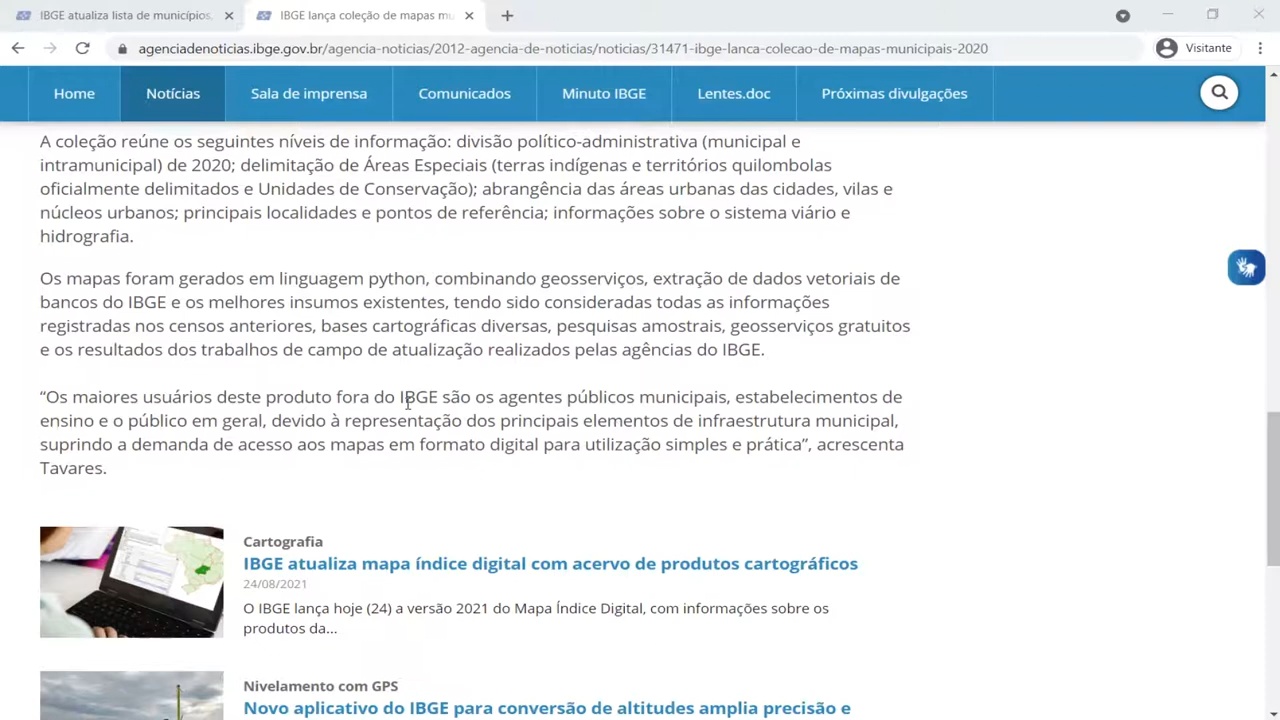 IBGE atualiza lista de municípios,
IBGE lança coleção de mapas mu
agenciadenoticias.ibge.gov.br/agencia-noticias/2012-agencia-de-noticias/noticias/31471-ibge-lanca-colecao-de-mapas-municipais-2020
Visitante
Home Notícias Sala de imprensa Comunicados Minuto IBGE Lentes.doc Próximas divulgações
A coleção reúne os seguintes níveis de informação: divisão político-administrativa (municipal e
intramunicipal) de 2020; delimitação de Áreas Especiais (terras indígenas e territórios quilombolas
oficialmente delimitados e Unidades de Conservação); abrangência das áreas urbanas das cidades, vilas e
núcleos urbanos; principais localidades e pontos de referência; informações sobre o sistema viário e
hidrografia.
Os mapas foram gerados em linguagem python, combinando geosserviços, extração de dados vetoriais de
bancos do IBGE e os melhores insumos existentes, tendo sido consideradas todas as informações
registradas nos censos anteriores, bases cartográficas diversas, pesquisas amostrais, geosserviços gratuitos
e os resultados dos trabalhos de campo de atualização realizados pelas agências do IBGE.
“Os maiores usuários deste produto fora do IBGE são os agentes públicos municipais, estabelecimentos de
ensino e o público em geral, devido à representação dos principais elementos de infraestrutura municipal,
suprindo a demanda de acesso aos mapas em formato digital para utilização simples e prática”, acrescenta
Tavares.
Cartografia
IBGE atualiza mapa índice digital com acervo de produtos cartográficos
24/08/2021
O IBGE lança hoje (24) a versão 2021 do Mapa Índice Digital, com informações sobre os
produtos da...
Nivelamento com GPS
Novo aplicativo do IBGE para conversão de altitudes amplia precisão e